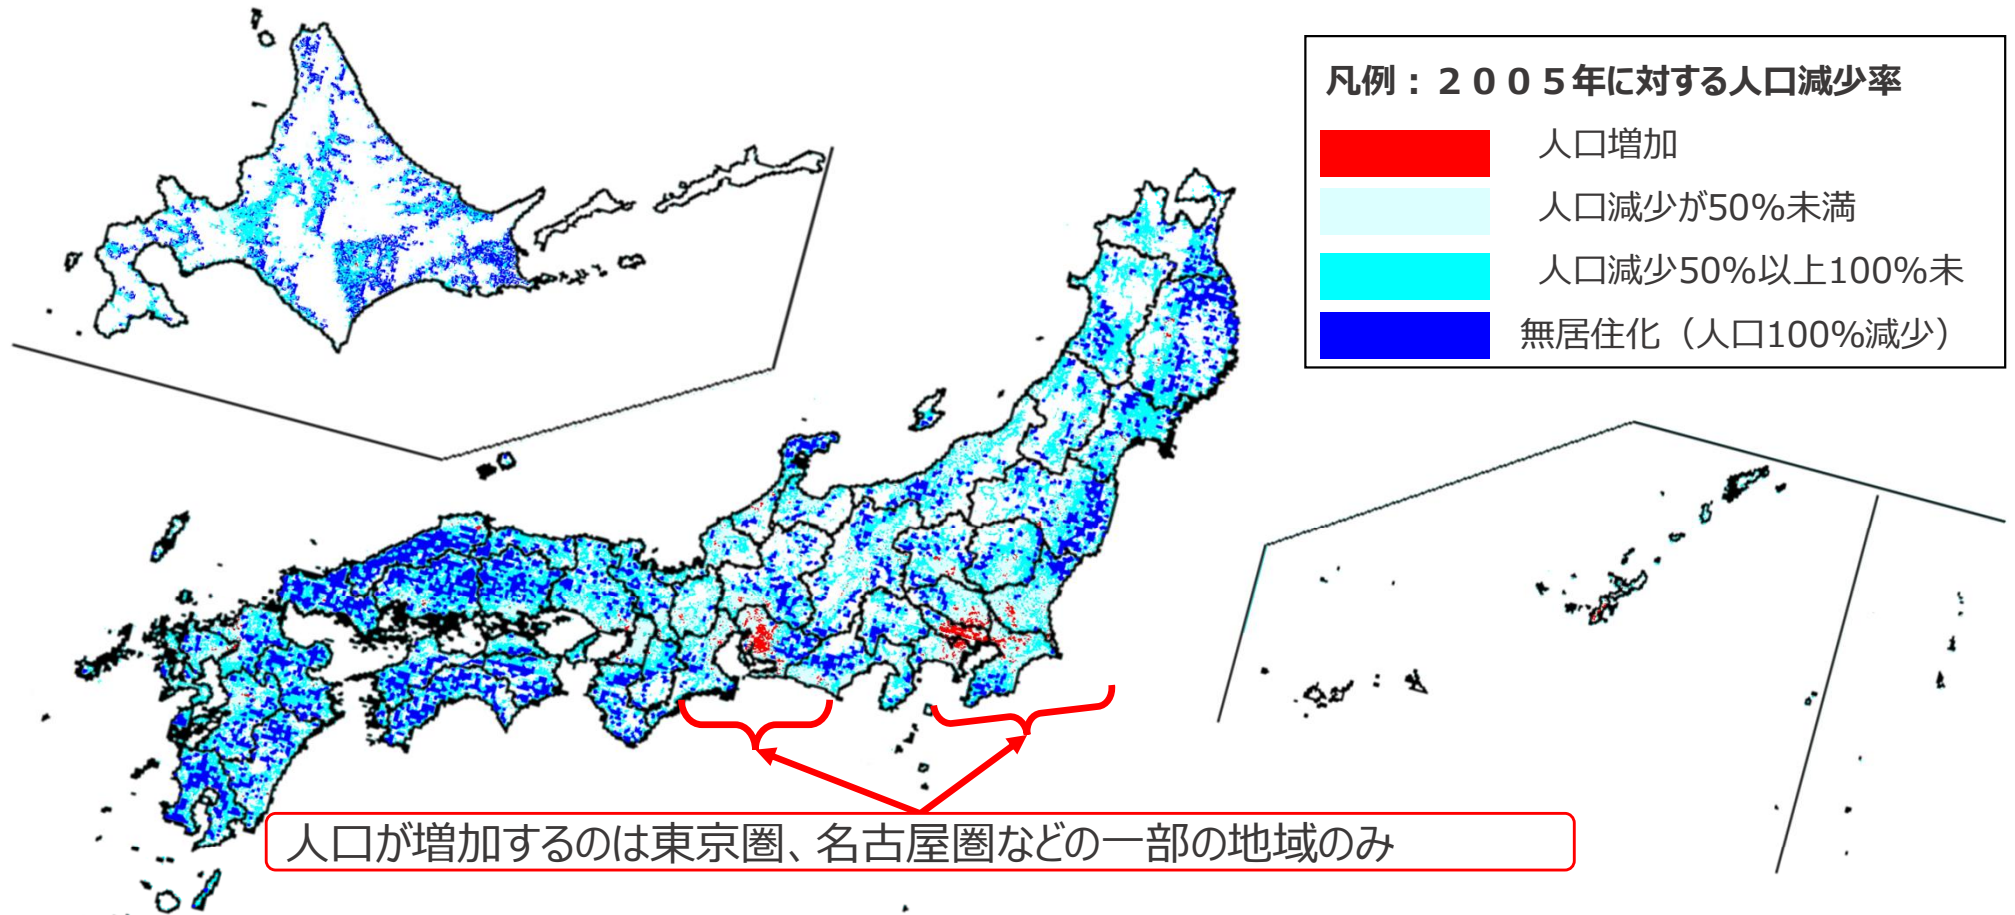 凡例：２００５年に対する人口減少率
人口増加
人口減少が50%未満
人口減少50%以上100%未
無居住化（人口100%減少）
人口が増加するのは東京圏、名古屋圏などの一部の地域のみ